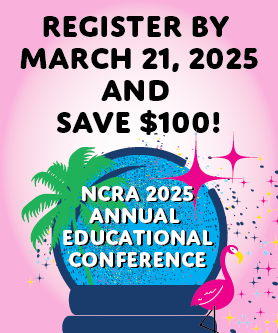 REGISTER BY
MARCH 21, 2025
AND
SAVE $100!
NCRA 2025
ANNUAL
EDUCATIONAL
CONFERENCE